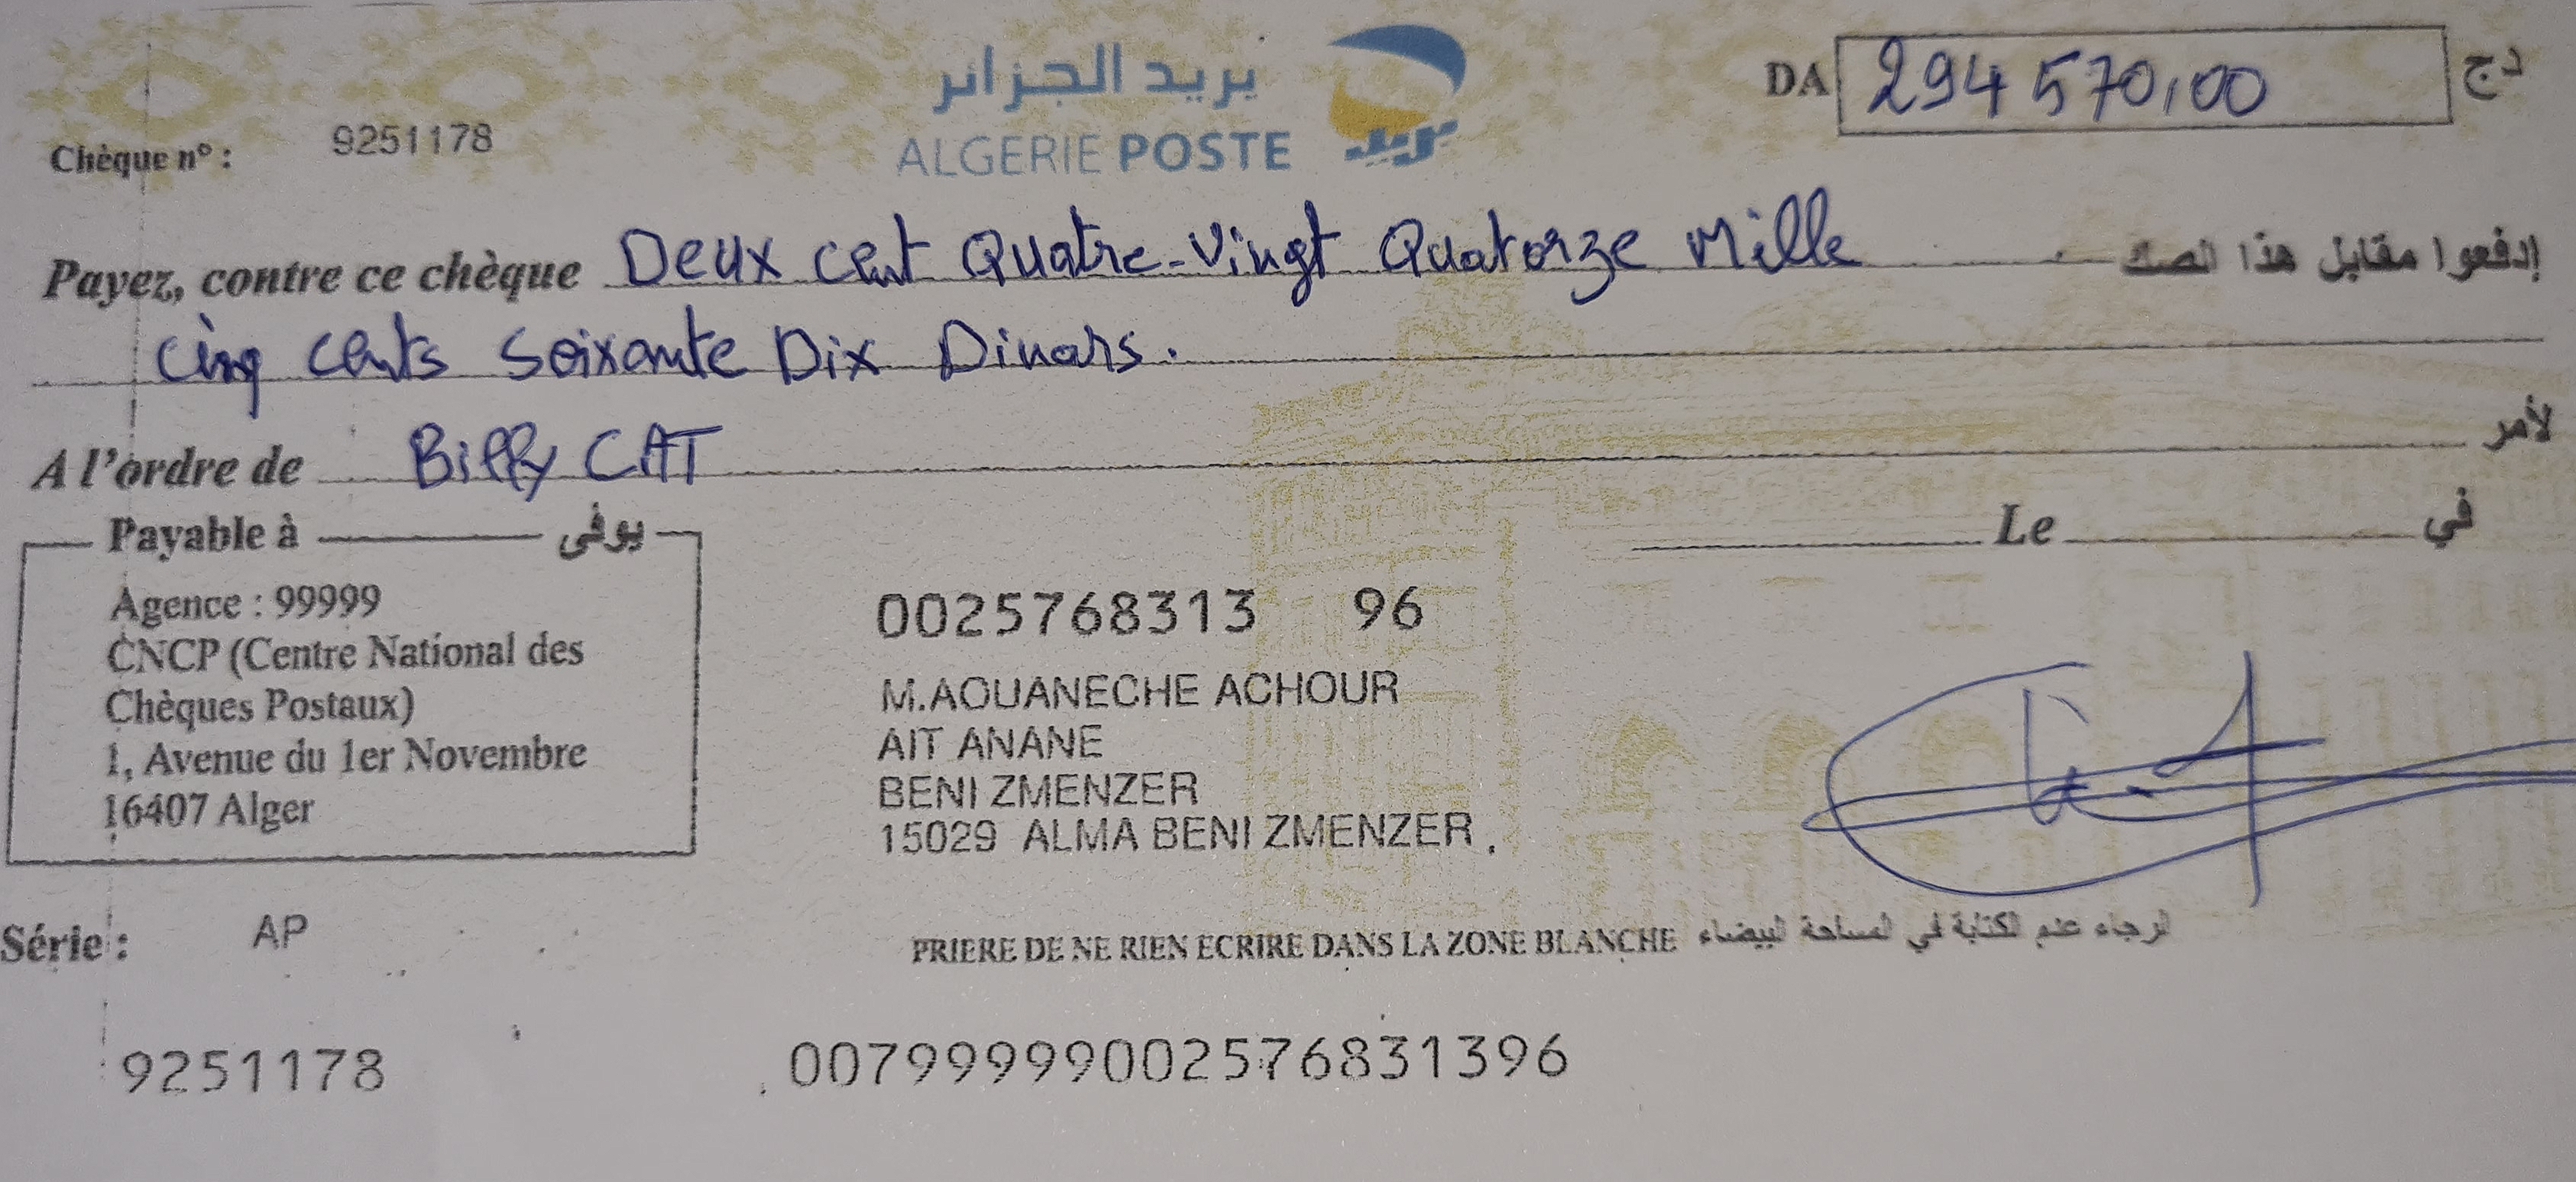 بريد الجزائر
ALGERIE POSTE
بريد
DA 294 570,00 دج
Chèque n° : 9251178
Payez, contre ce chèque Deux cent Quatre-Vingt Quatorze Mille إدفعوا مقابل هذا الصك
Cinq cents Soixante Dix Dinars.
A l'ordre de Billy CAT لأمر
Payable à يوفى
Le في
Agence : 99999
CNCP (Centre National des
Chèques Postaux)
1, Avenue du 1er Novembre
16407 Alger
0025768313 96
M.AOUANECHE ACHOUR
AIT ANANE
BENI ZMENZER
15029 ALMA BENI ZMENZER
Série : AP
PRIERE DE NE RIEN ECRIRE DANS LA ZONE BLANCHE الرجاء عدم الكتابة في المساحة البيضاء
9251178 00799999002576831396